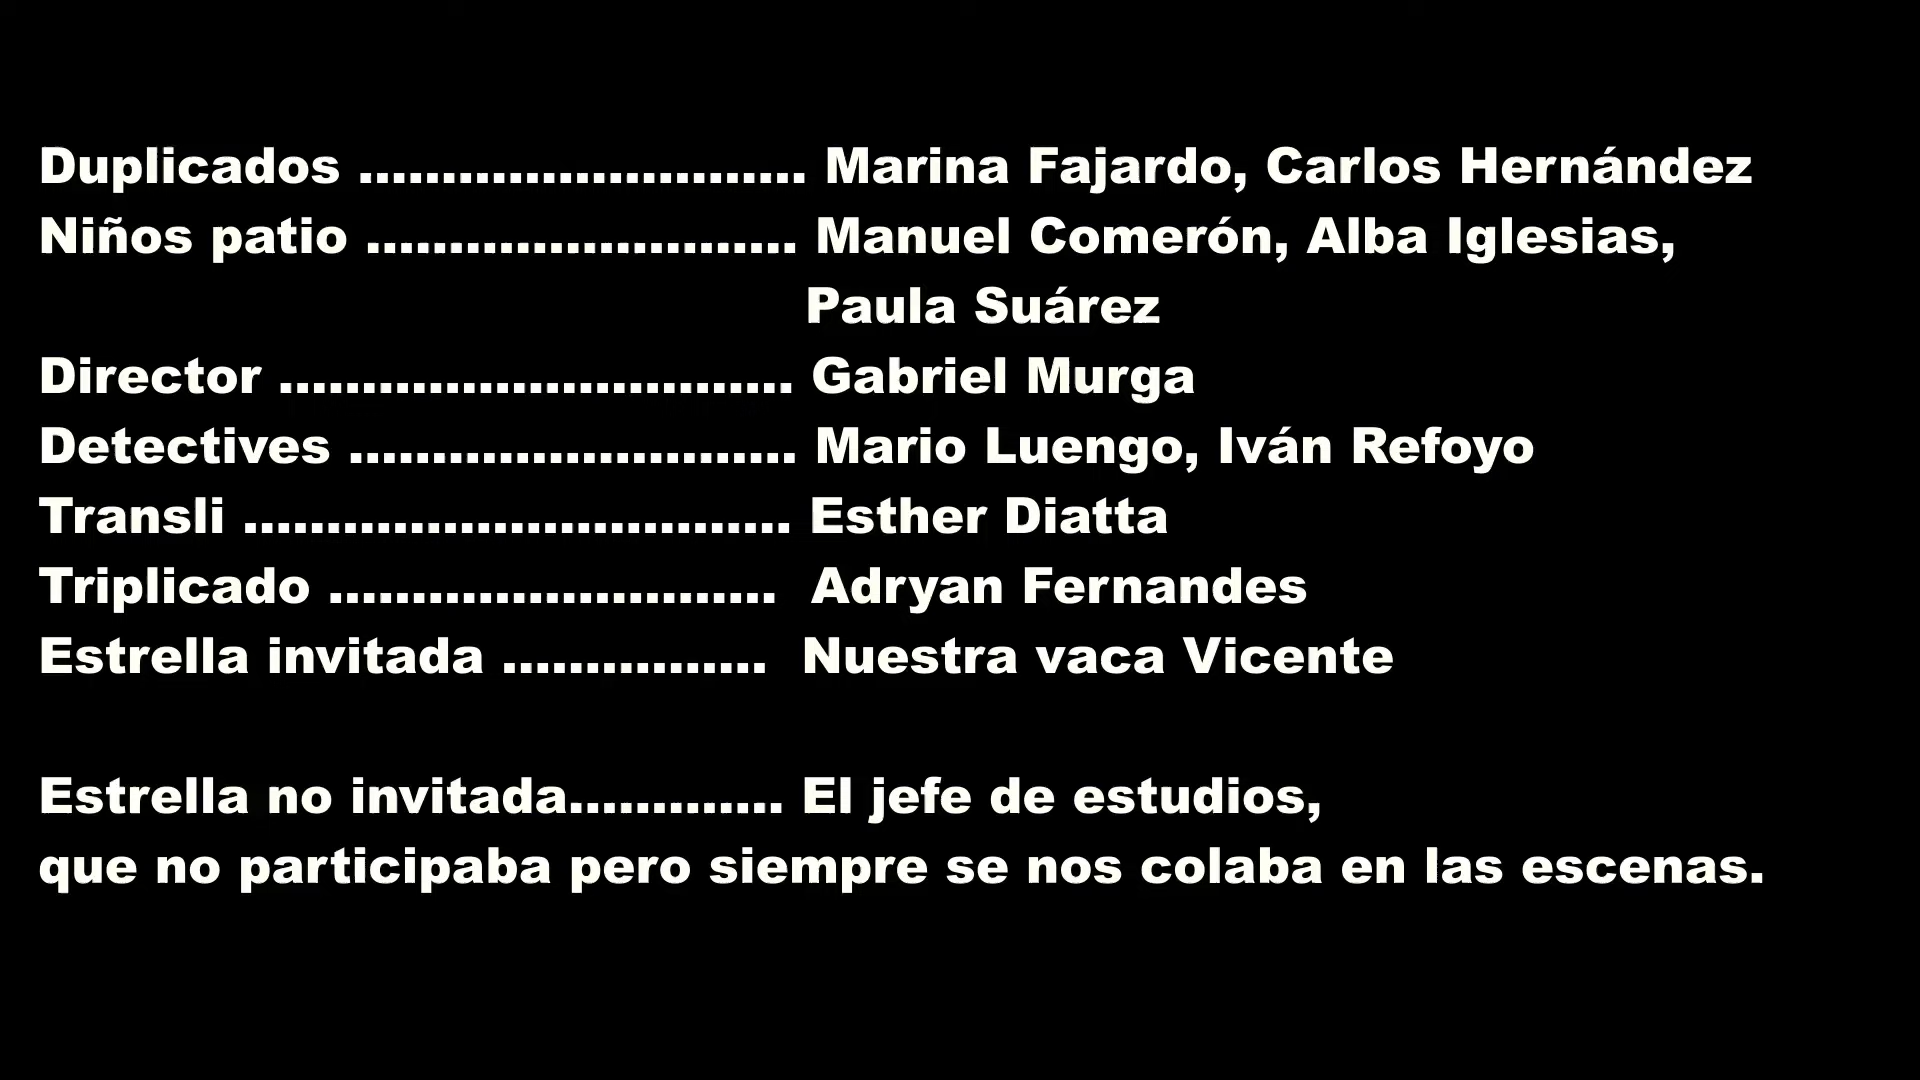 Duplicados ........................... Marina Fajardo, Carlos Hernández
Niños patio .......................... Manuel Comerón, Alba Iglesias,
Paula Suárez
Director ............................... Gabriel Murga
Detectives ........................... Mario Luengo, Iván Refoyo
Transli ................................. Esther Diatta
Triplicado ........................... Adryan Fernandes
Estrella invitada ................ Nuestra vaca Vicente
Estrella no invitada............. El jefe de estudios,
que no participaba pero siempre se nos colaba en las escenas.